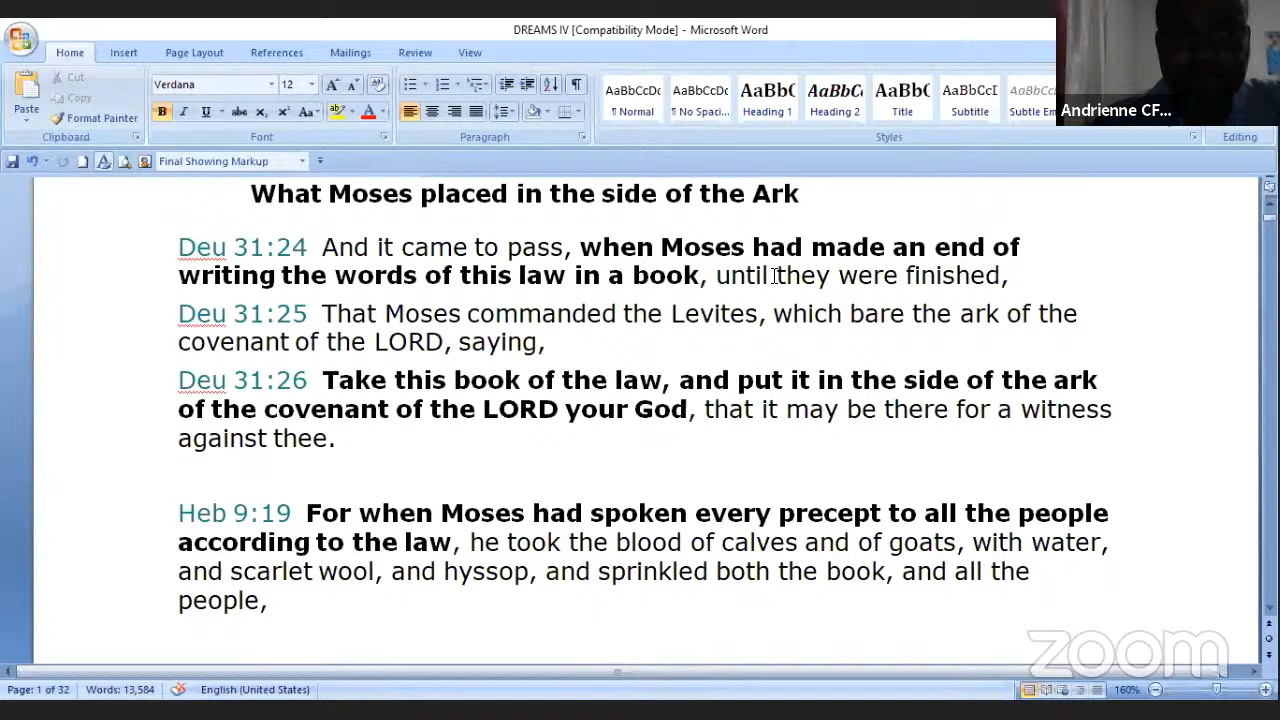 DREAMS IV [Compatibility Mode] - Microsoft Word
Home Insert Page Layout References Mailings Review View
Andrienne CF...
Paste
Cut
Copy
Format Painter
Clipboard
Verdana 12
B I U abc x₂ x² Aa ab A
Font
Paragraph
AaBbCcDc AaBbCcDc AaBbC AaBbCc AaBbC AaBbCcI AaBbCcDc
¶ Normal ¶ No Spaci... Heading 1 Heading 2 Title Subtitle Subtle Em
Styles
Editing
Final Showing Markup
What Moses placed in the side of the Ark
Deu 31:24 And it came to pass, when Moses had made an end of
writing the words of this law in a book, until they were finished,
Deu 31:25 That Moses commanded the Levites, which bare the ark of the
covenant of the LORD, saying,
Deu 31:26 Take this book of the law, and put it in the side of the ark
of the covenant of the LORD your God, that it may be there for a witness
against thee.
Heb 9:19 For when Moses had spoken every precept to all the people
according to the law, he took the blood of calves and of goats, with water,
and scarlet wool, and hyssop, and sprinkled both the book, and all the
people,
zoom
Page: 1 of 32 Words: 13,584 English (United States) 160%